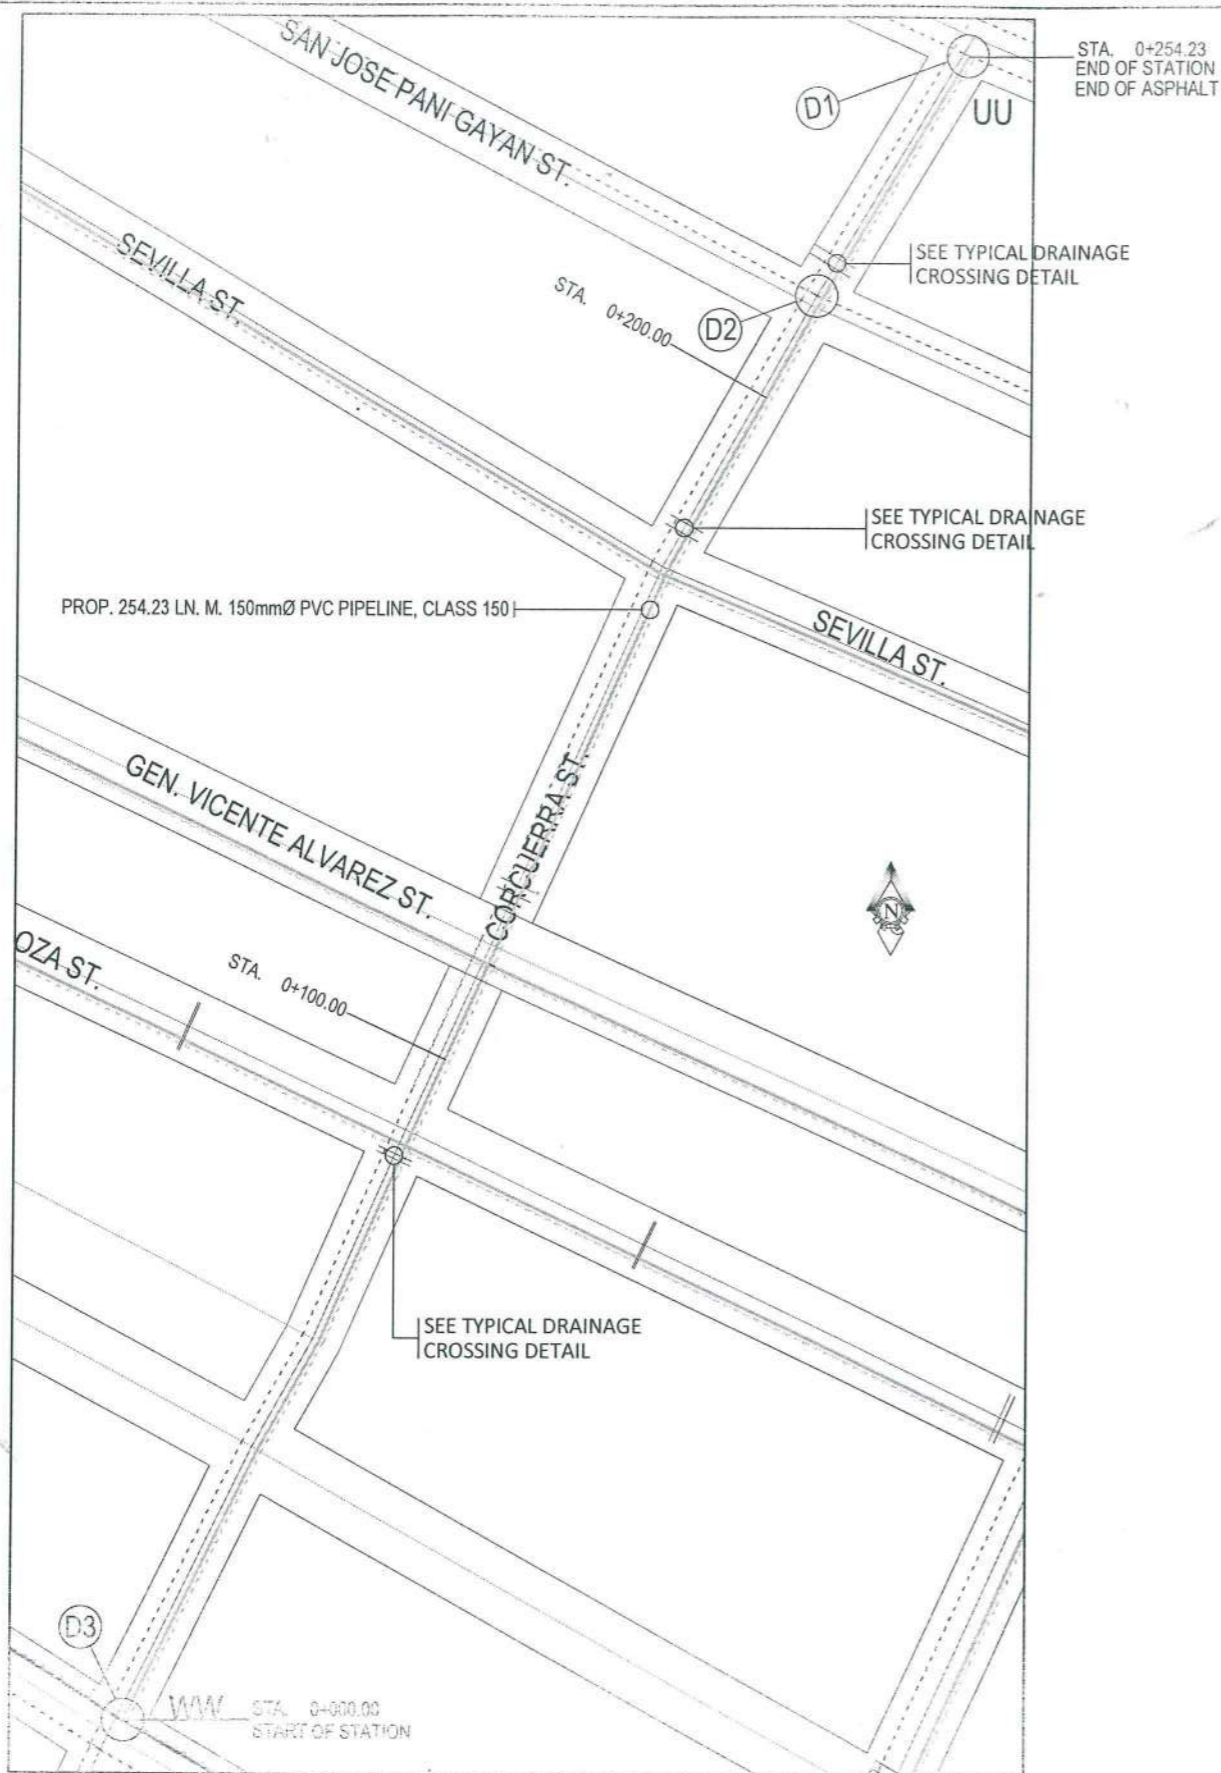 SAN JOSE PANI GAYAN ST.
STA. 0+254.23
END OF STATION
END OF ASPHALT
D1
UU
SEVILLA ST.
SEE TYPICAL DRAINAGE
CROSSING DETAIL
STA. 0+200.00
D2
SEE TYPICAL DRAINAGE
CROSSING DETAIL
PROP. 254.23 LN. M. 150mmØ PVC PIPELINE, CLASS 150
SEVILLA ST.
GEN. VICENTE ALVAREZ ST.
CORCUERRA ST.
N
OZA ST.
STA. 0+100.00
SEE TYPICAL DRAINAGE
CROSSING DETAIL
D3
WW
STA. 0+000.00
START OF STATION